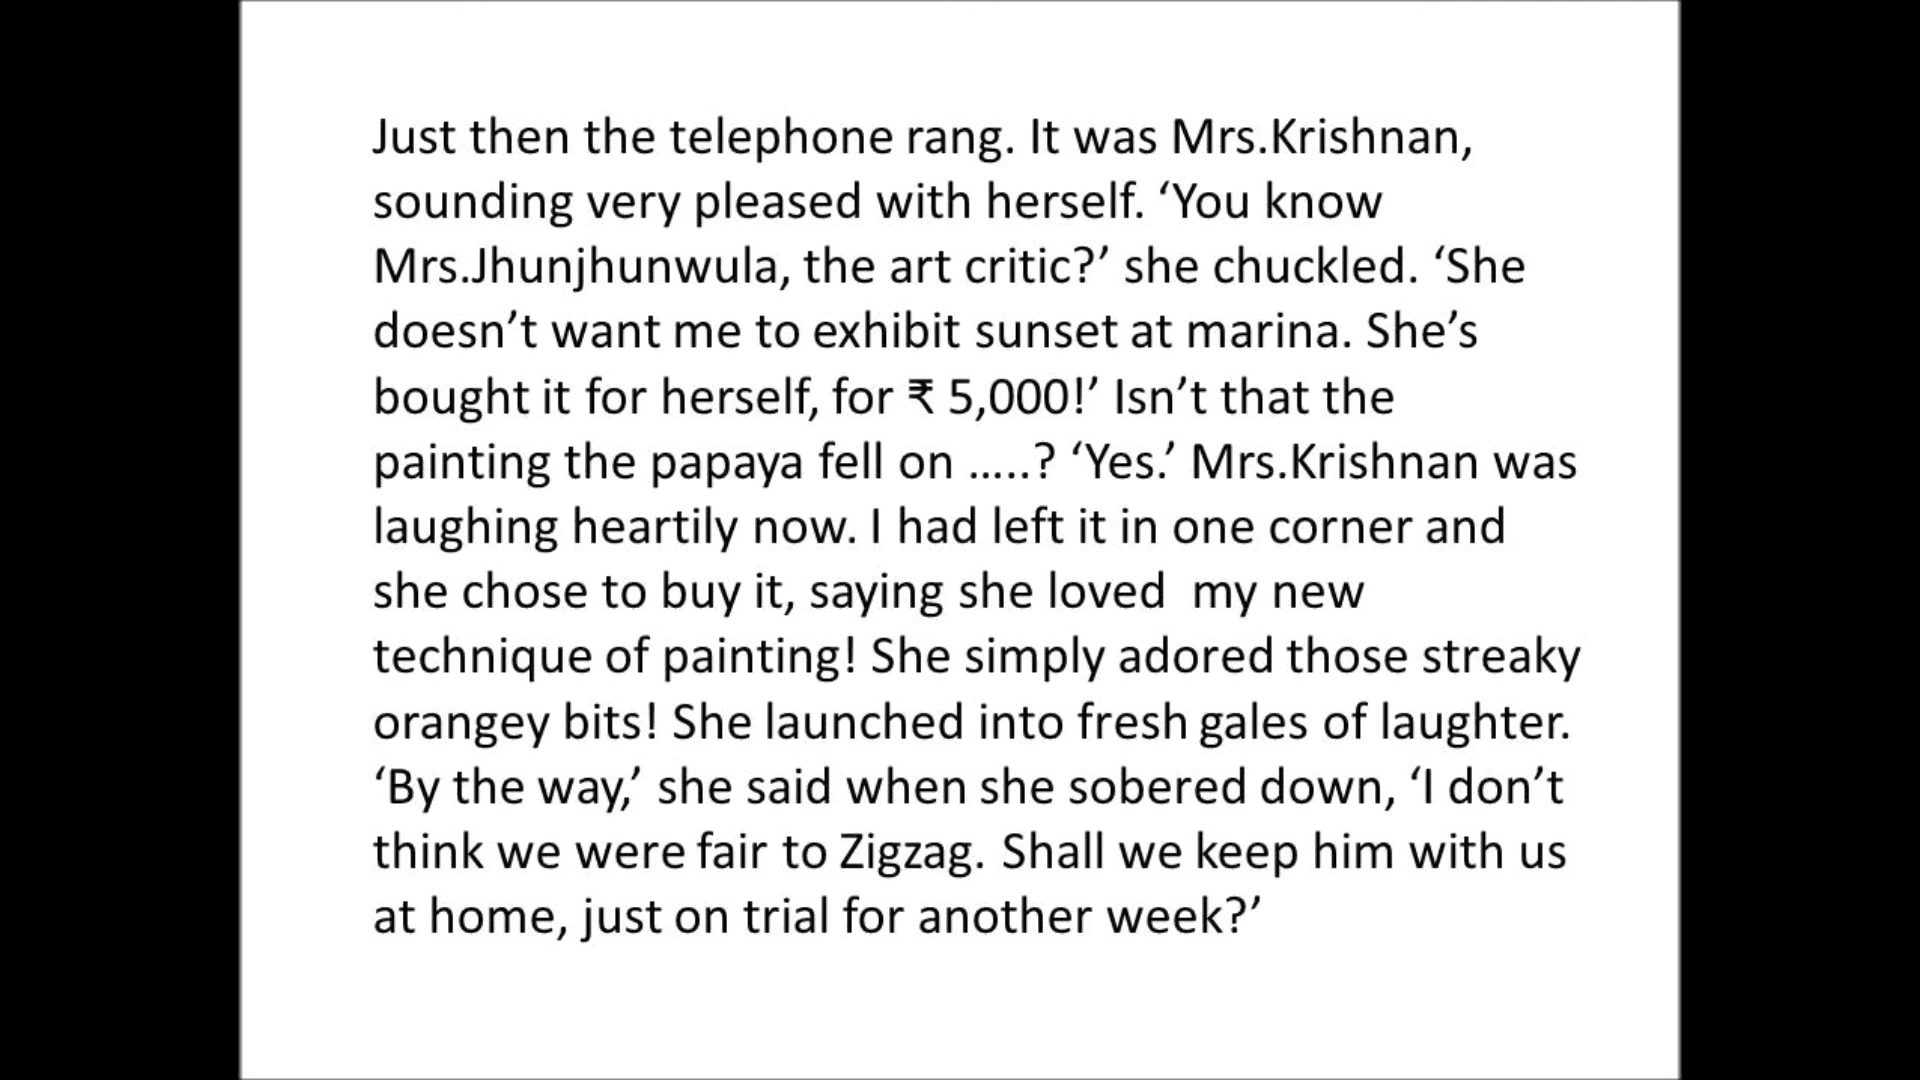 Just then the telephone rang. It was Mrs.Krishnan,
sounding very pleased with herself. ‘You know
Mrs.Jhunjhunwula, the art critic?’ she chuckled. ‘She
doesn’t want me to exhibit sunset at marina. She’s
bought it for herself, for ₹ 5,000!’ Isn’t that the
painting the papaya fell on .....? ‘Yes.’ Mrs.Krishnan was
laughing heartily now. I had left it in one corner and
she chose to buy it, saying she loved  my new
technique of painting! She simply adored those streaky
orangey bits! She launched into fresh gales of laughter.
‘By the way,’ she said when she sobered down, ‘I don’t
think we were fair to Zigzag. Shall we keep him with us
at home, just on trial for another week?’